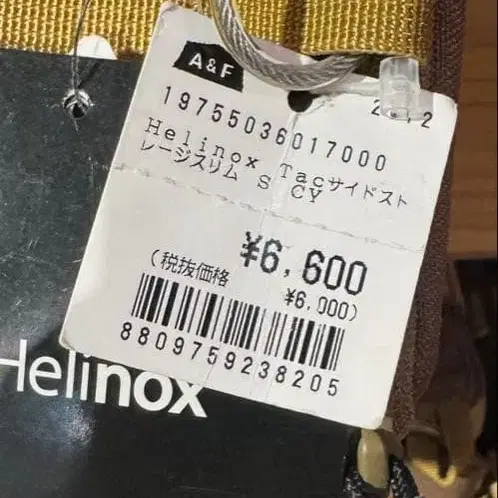 A&F
19755036017000
Helinox Tacサイドスト
レージスリム S CY
¥6,600
(税抜価格 ¥6,000)
8809759238205
Helinox